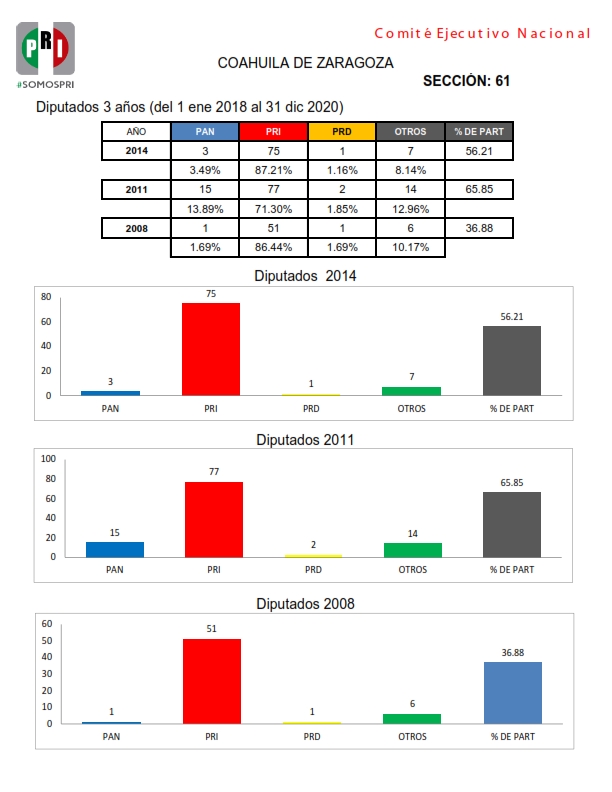 Comité Ejecutivo Nacional
PRI
#SOMOSPRI
COAHUILA DE ZARAGOZA
SECCIÓN: 61
Diputados 3 años (del 1 ene 2018 al 31 dic 2020)
AÑO PAN PRI PRD OTROS % DE PART
2014 3 75 1 7 56.21
3.49% 87.21% 1.16% 8.14%
2011 15 77 2 14 65.85
13.89% 71.30% 1.85% 12.96%
2008 1 51 1 6 36.88
1.69% 86.44% 1.69% 10.17%
Diputados 2014
80
60
40
20
0
3 75 1 7 56.21
PAN PRI PRD OTROS % DE PART
Diputados 2011
100
80
60
40
20
0
15 77 2 14 65.85
PAN PRI PRD OTROS % DE PART
Diputados 2008
60
50
40
30
20
10
0
1 51 1 6 36.88
PAN PRI PRD OTROS % DE PART